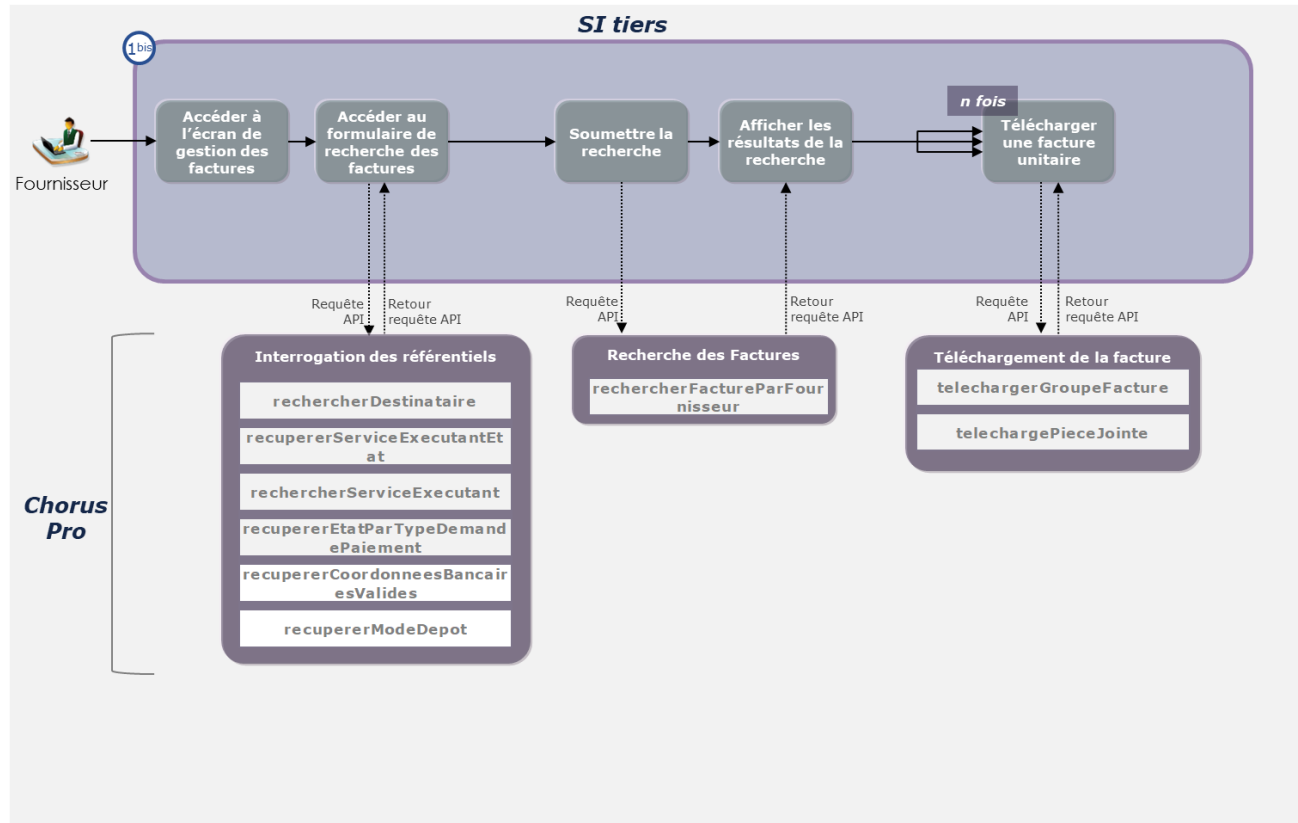 SI tiers
1bis
n fois
Accéder à
l'écran de
gestion des
factures
Accéder au
formulaire de
recherche des
factures
Soumettre la
recherche
Afficher les
résultats de la
recherche
Télécharger
une facture
unitaire
Fournisseur
Requête
API
Retour
requête API
Requête
API
Retour
requête API
Requête
API
Retour
requête API
Interrogation des référentiels
rechercherDestinataire
recupererServiceExecutantEt
at
rechercherServiceExecutant
recupererEtatParTypeDemand
ePaiement
recupererCoordonneesBancair
esValides
recupererModeDepot
Recherche des Factures
rechercherFactureParFour
nisseur
Téléchargement de la facture
telechargerGroupeFacture
telechargePieceJointe
Chorus
Pro